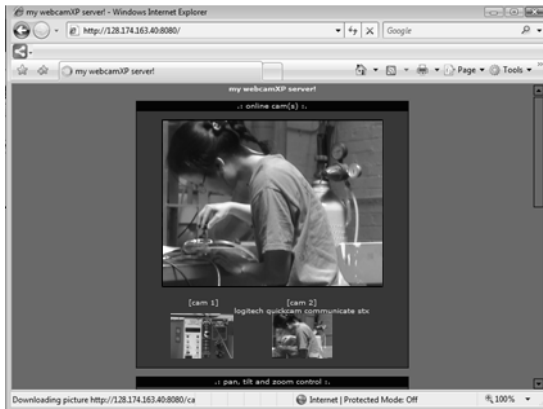 my webcamXP server! - Windows Internet Explorer
http://128.174.163.40:8080/
Google
my webcamXP server!
Page
Tools
my webcamXP server!
.: online cam(s) :.
[cam 1]
[cam 2]
logitech quickcam communicate stx
.: pan, tilt and zoom control :.
Downloading picture http://128.174.163.40:8080/ca
Internet | Protected Mode: Off
100%